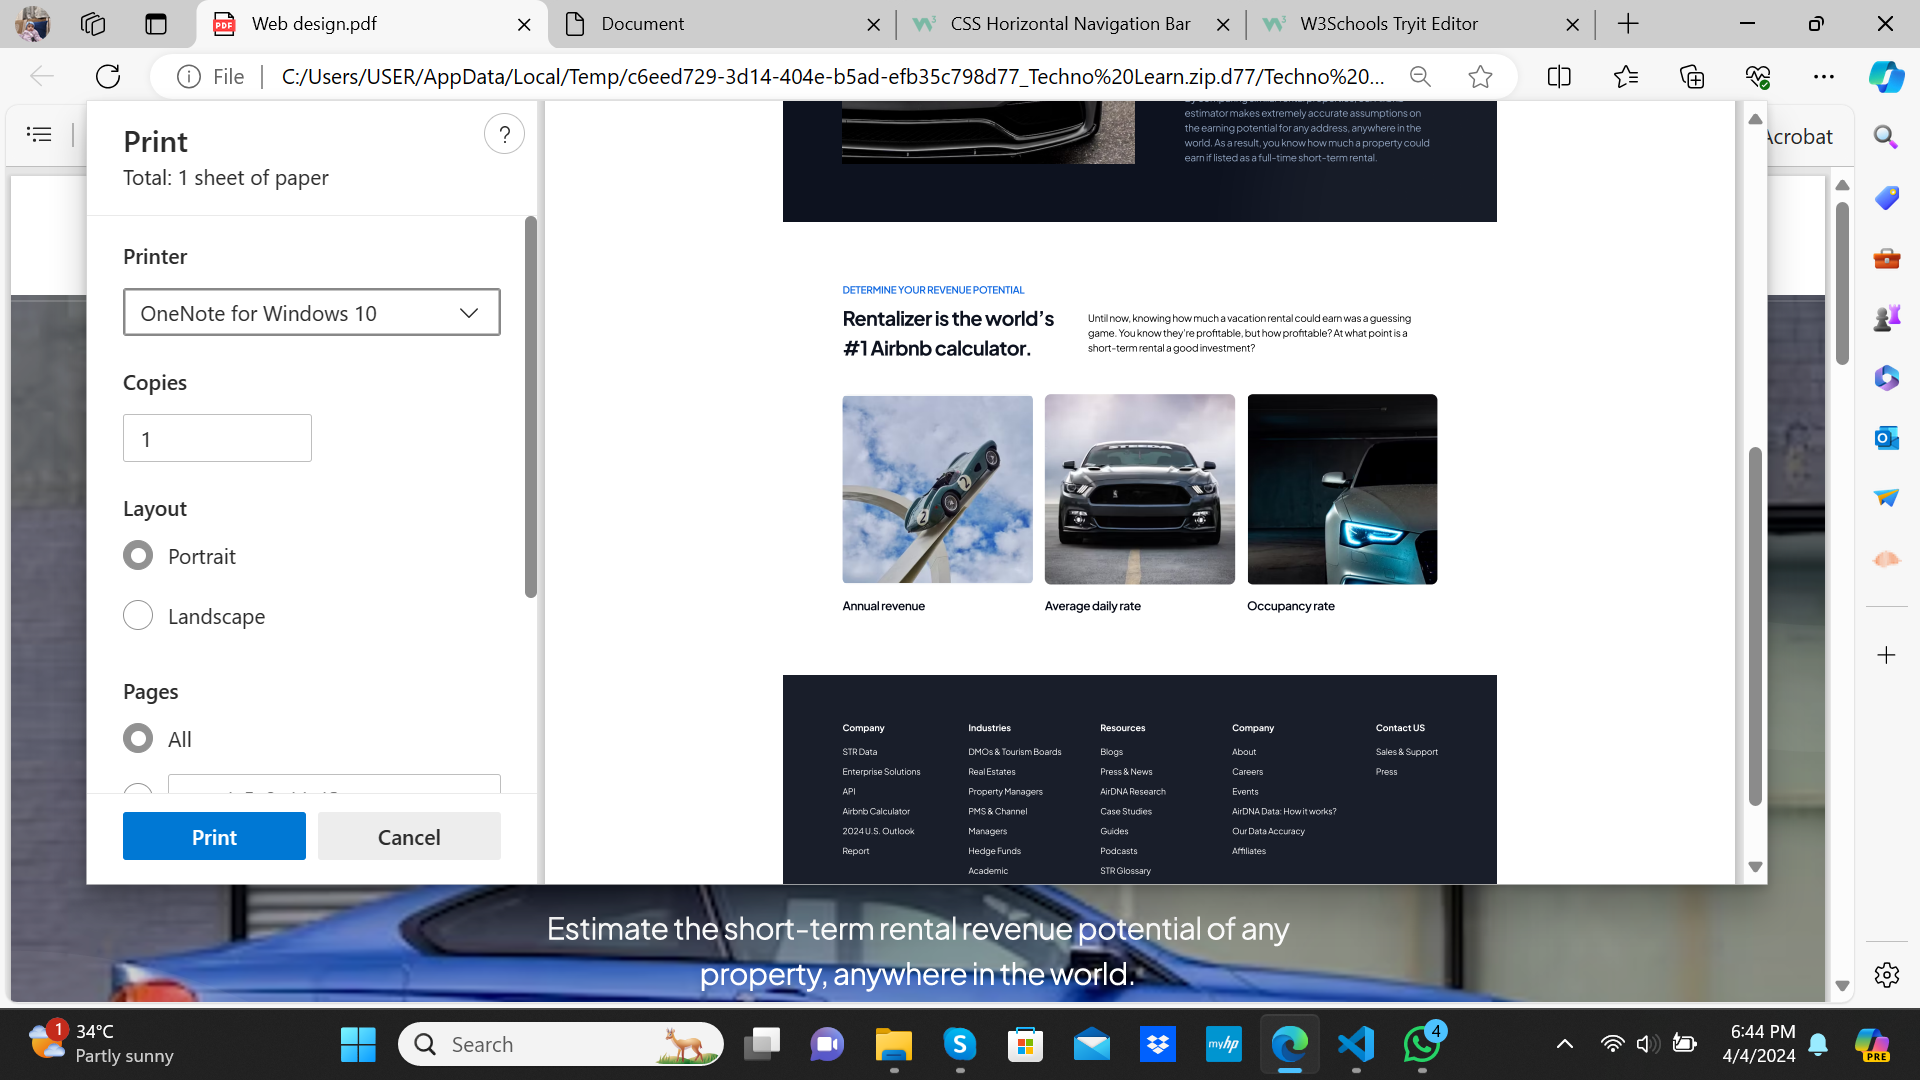 Web design.pdf
Document
CSS Horizontal Navigation Bar
W3Schools Tryit Editor
File
C:/Users/USER/AppData/Local/Temp/c6eed729-3d14-404e-b5ad-efb35c798d77_Techno%20Learn.zip.d77/Techno%20...
Acrobat
Print
?
Total: 1 sheet of paper
Printer
OneNote for Windows 10
Copies
1
Layout
Portrait
Landscape
Pages
All
Print
Cancel
estimator makes extremely accurate assumptions on
the earning potential for any address, anywhere in the
world. As a result, you know how much a property could
earn if listed as a full-time short-term rental.
DETERMINE YOUR REVENUE POTENTIAL
Rentalizer is the world's
#1 Airbnb calculator.
Until now, knowing how much a vacation rental could earn was a guessing
game. You know they're profitable, but how profitable? At what point is a
short-term rental a good investment?
2
2
STEEDA
Annual revenue
Average daily rate
Occupancy rate
Company
STR Data
Enterprise Solutions
API
Airbnb Calculator
2024 U.S. Outlook
Report
Industries
DMOs & Tourism Boards
Real Estates
Property Managers
PMS & Channel
Managers
Hedge Funds
Academic
Resources
Blogs
Press & News
AirDNA Research
Case Studies
Guides
Podcasts
STR Glossary
Company
About
Careers
Events
AirDNA Data: How it works?
Our Data Accuracy
Affiliates
Contact US
Sales & Support
Press
Estimate the short-term rental revenue potential of any
property, anywhere in the world.
1
34°C
Partly sunny
Search
myhp
4
6:44 PM
4/4/2024
PRE